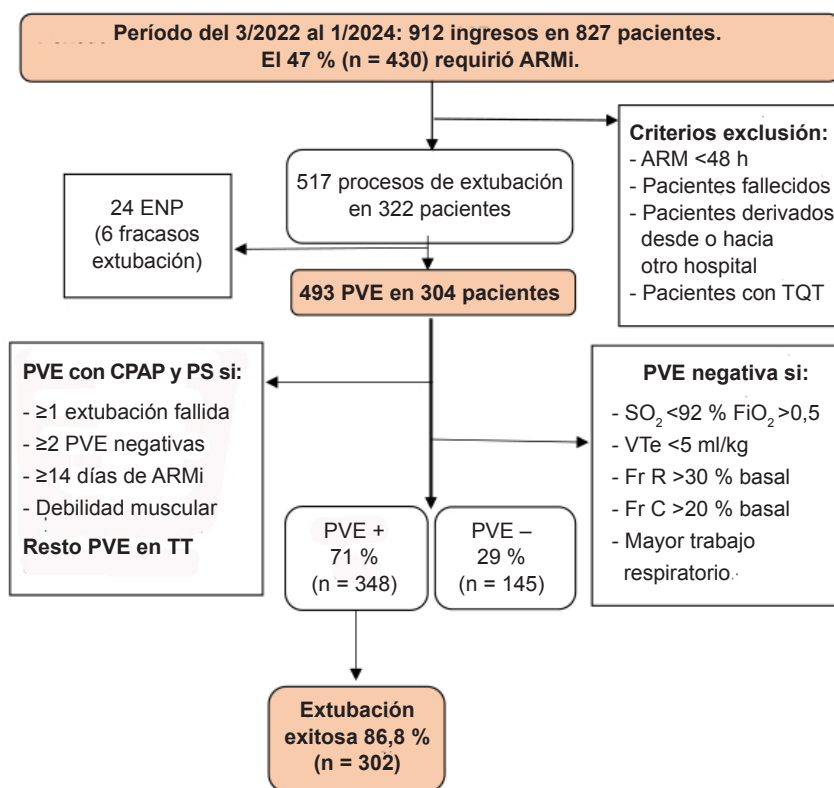 Período del 3/2022 al 1/2024: 912 ingresos en 827 pacientes.
El 47 % (n = 430) requirió ARMi.
Criterios exclusión:
- ARM <48 h
- Pacientes fallecidos
- Pacientes derivados
desde o hacia
otro hospital
- Pacientes con TQT
517 procesos de extubación
en 322 pacientes
24 ENP
(6 fracasos
extubación)
493 PVE en 304 pacientes
PVE con CPAP y PS si:
- ≥1 extubación fallida
- ≥2 PVE negativas
- ≥14 días de ARMi
- Debilidad muscular
Resto PVE en TT
PVE negativa si:
- SO₂ <92 % FiO₂ >0,5
- VTe <5 ml/kg
- Fr R >30 % basal
- Fr C >20 % basal
- Mayor trabajo
respiratorio.
PVE +
71 %
(n = 348)
PVE –
29 %
(n = 145)
Extubación
exitosa 86,8 %
(n = 302)